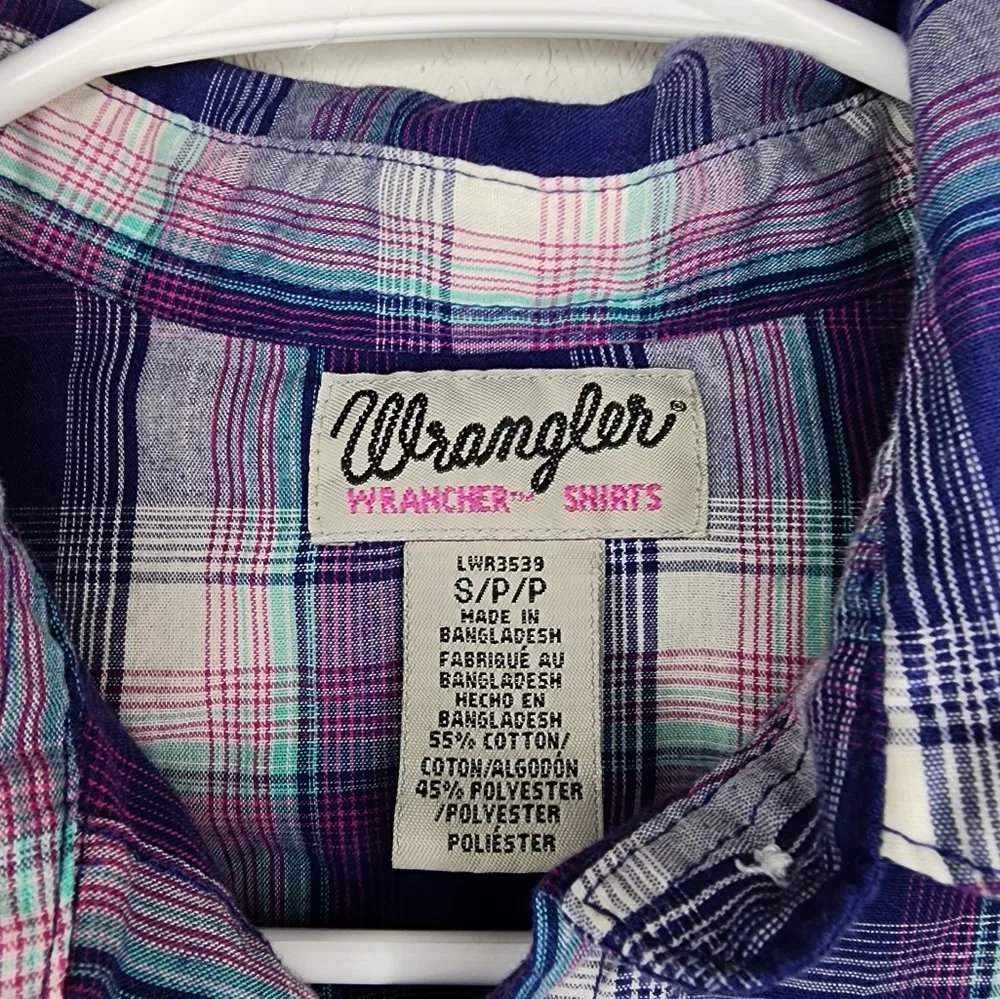 Wrangler®
WRANCHER™ SHIRTS
LWR3539
S/P/P
MADE IN
BANGLADESH
FABRIQUÉ AU
BANGLADESH
HECHO EN
BANGLADESH
55% COTTON/
COTON/ALGODÓN
45% POLYESTER
/POLYESTER
POLIÉSTER